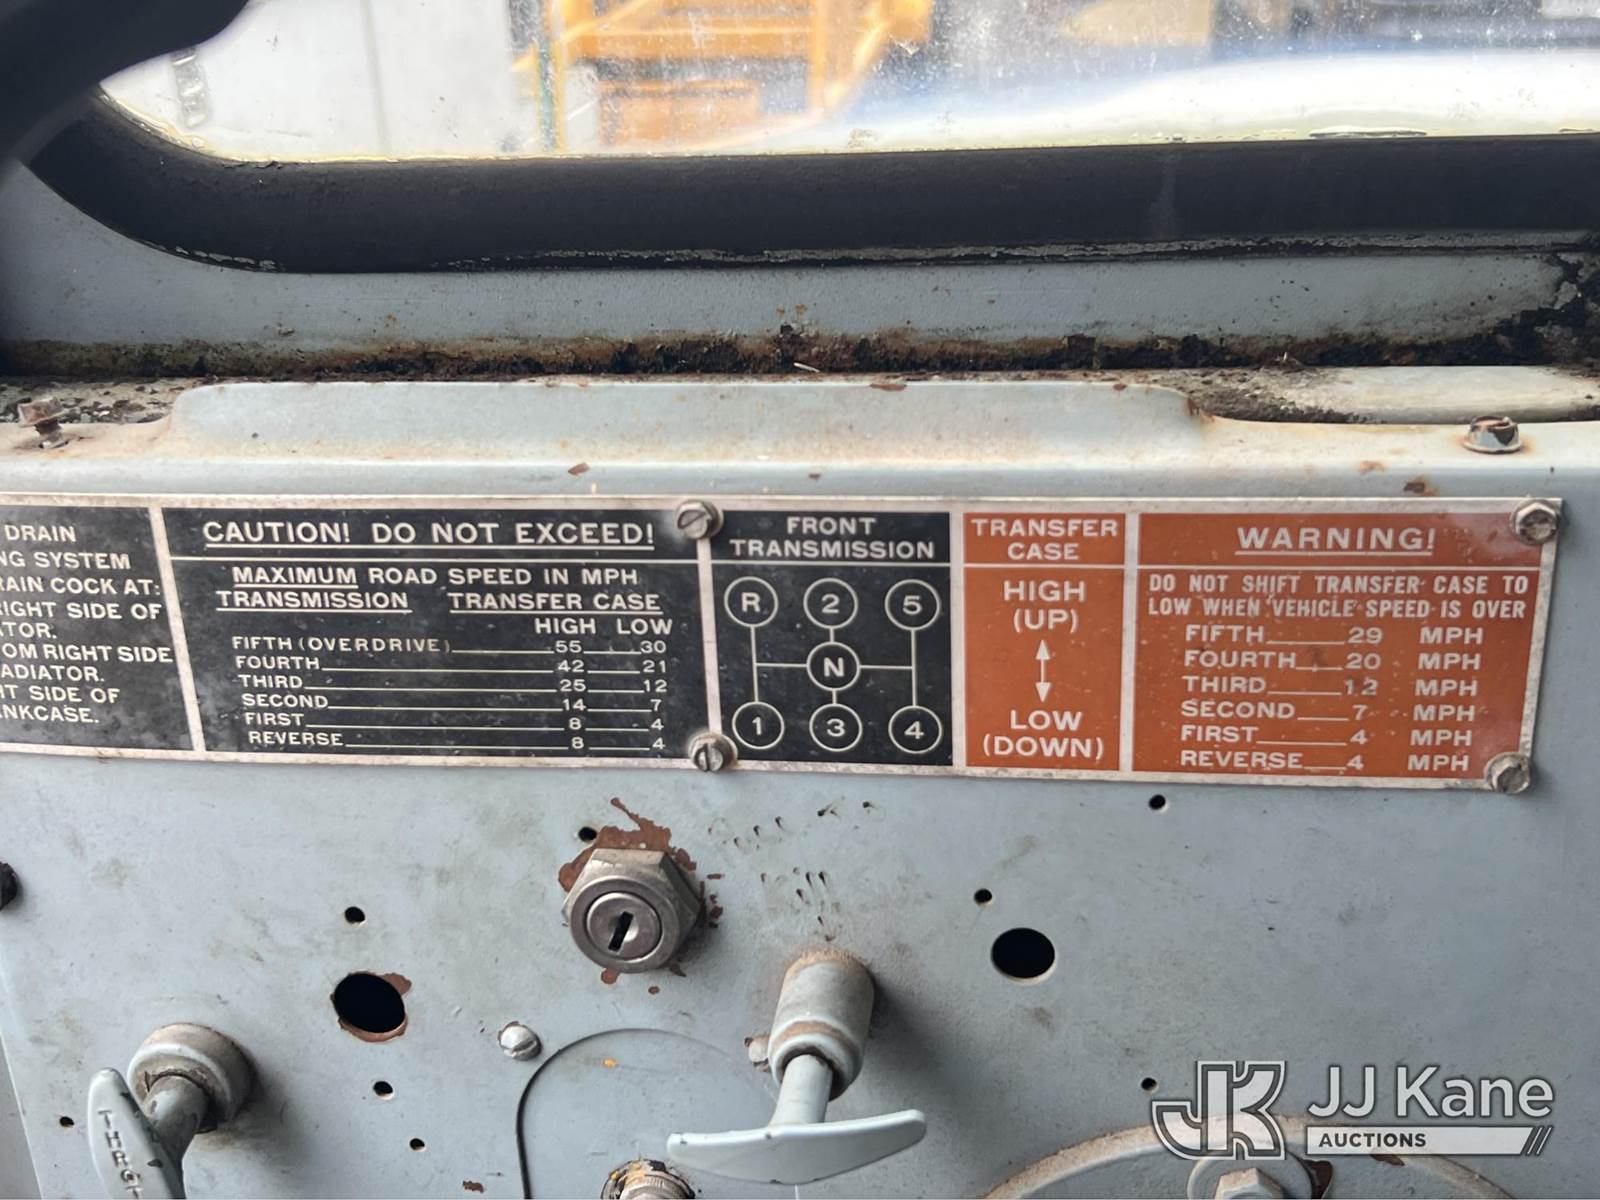 DRAIN
NG SYSTEM
RAIN COCK AT:
RIGHT SIDE OF
ATOR.
OM RIGHT SIDE
ADIATOR.
HT SIDE OF
ANKCASE.
CAUTION! DO NOT EXCEED!
MAXIMUM ROAD SPEED IN MPH
TRANSMISSION TRANSFER CASE
HIGH LOW
FIFTH (OVERDRIVE) 55 30
FOURTH 42 21
THIRD 25 12
SECOND 14 7
FIRST 8 4
REVERSE 8 4
FRONT
TRANSMISSION
R 2 5
N
1 3 4
TRANSFER
CASE
HIGH
(UP)
LOW
(DOWN)
WARNING!
DO NOT SHIFT TRANSFER CASE TO
LOW WHEN VEHICLE SPEED IS OVER
FIFTH 29 MPH
FOURTH 20 MPH
THIRD 12 MPH
SECOND 7 MPH
FIRST 4 MPH
REVERSE 4 MPH
THROT
JK JJ Kane
AUCTIONS